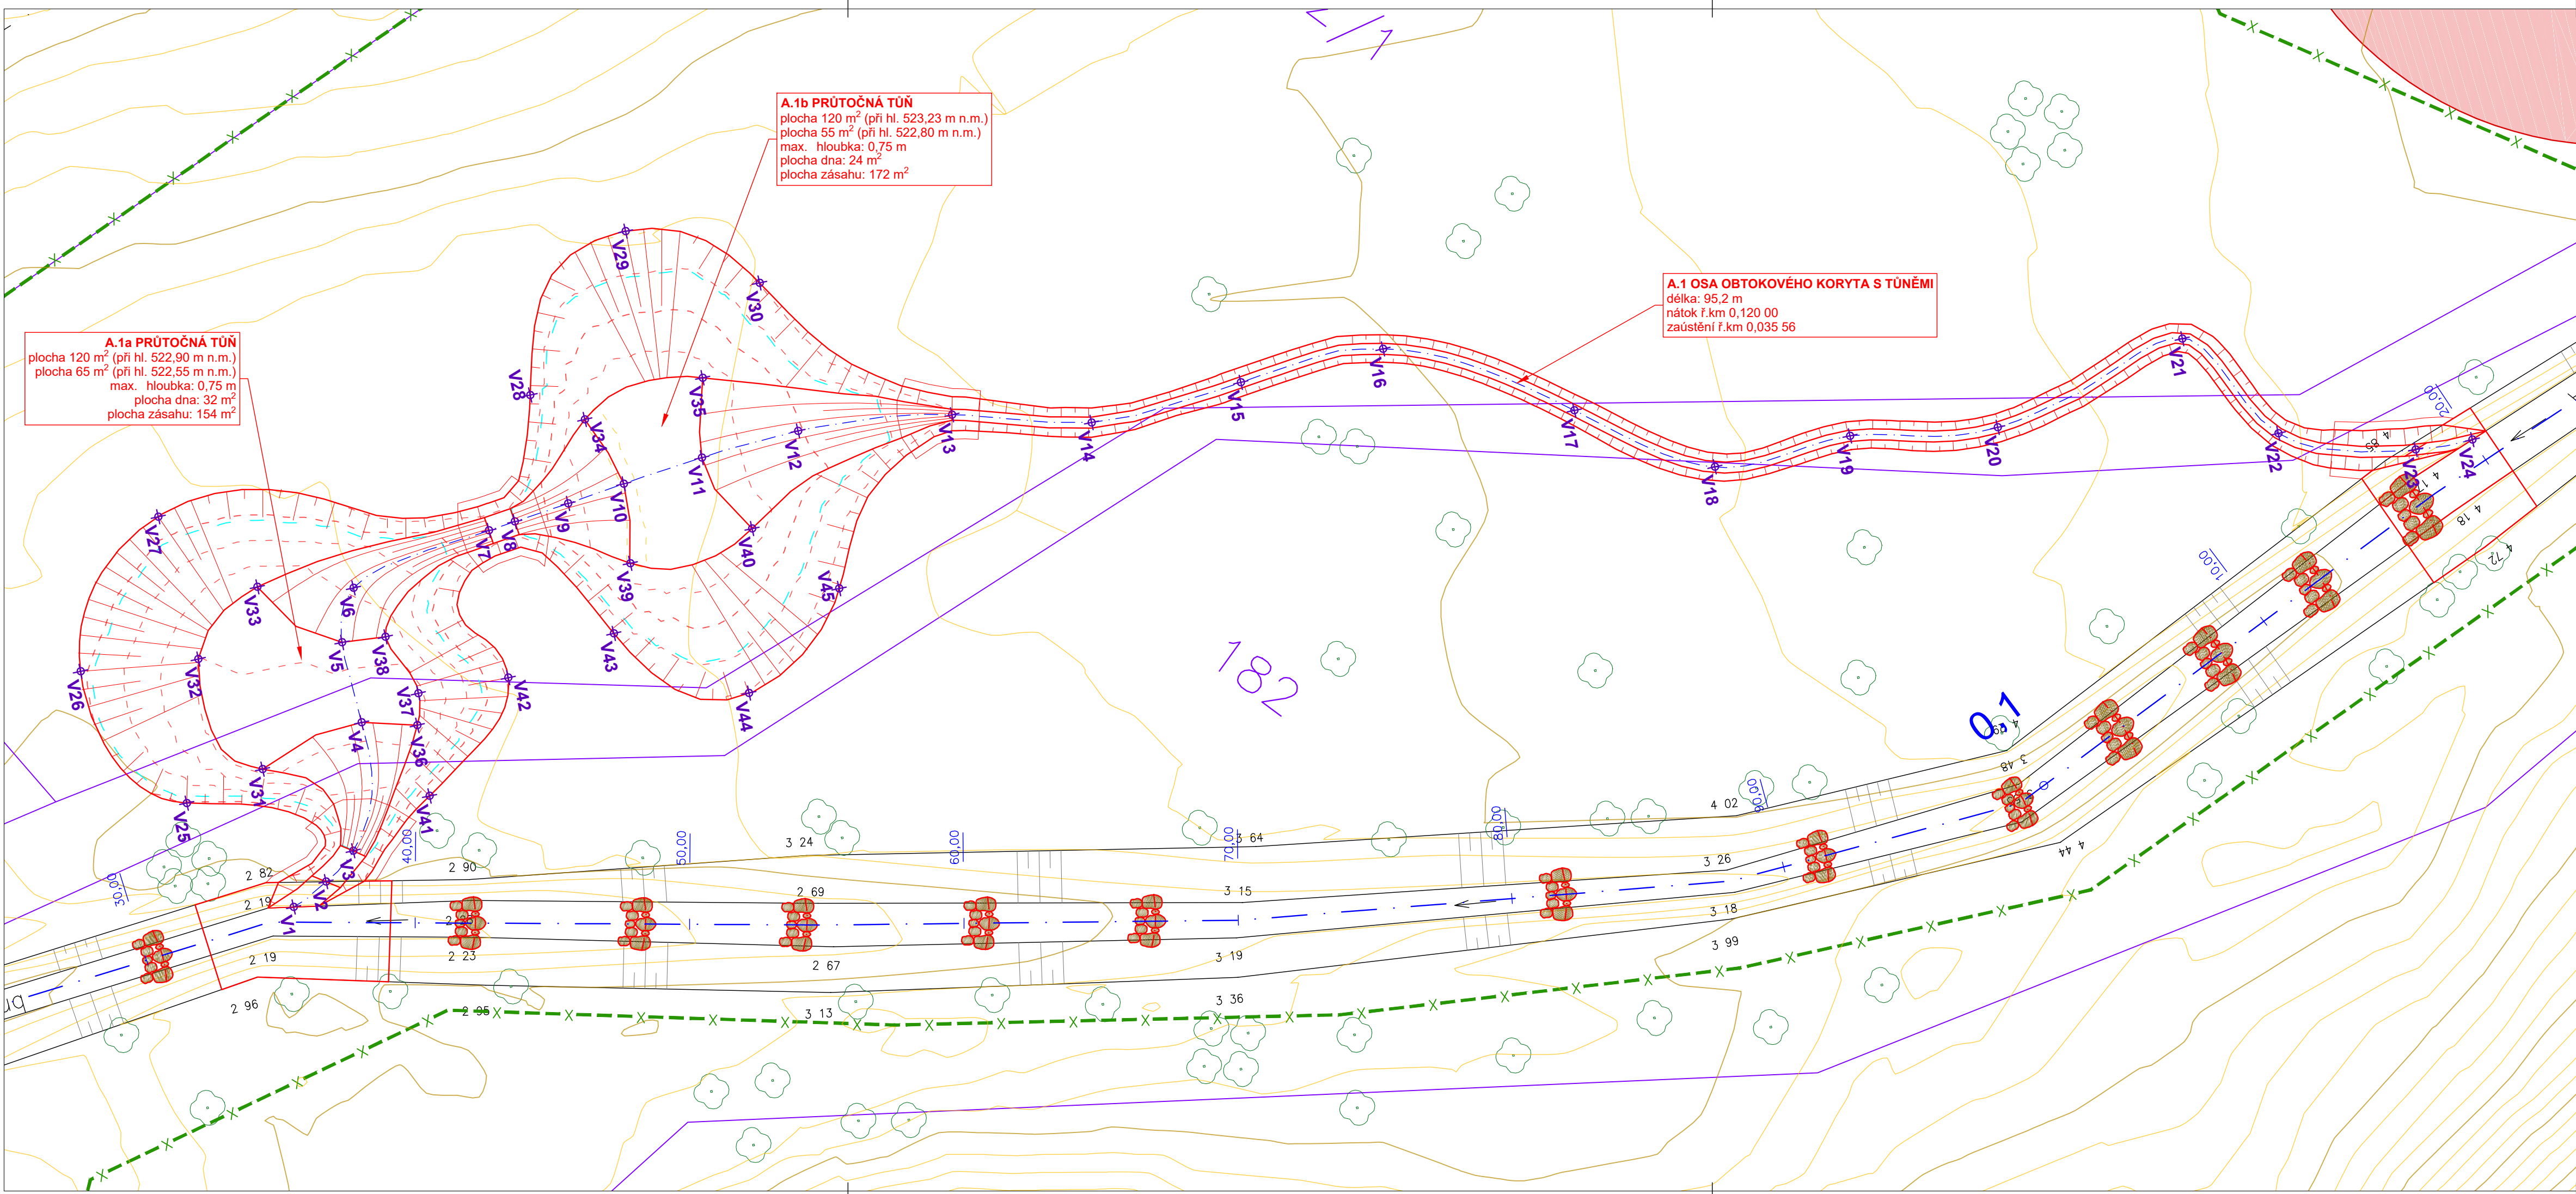 A.1b PRŮTOČNÁ TŮŇ
plocha 120 m² (při hl. 523,23 m n.m.)
plocha 55 m² (při hl. 522,80 m n.m.)
max. hloubka: 0,75 m
plocha dna: 24 m²
plocha zásahu: 172 m²
A.1 OSA OBTOKOVÉHO KORYTA S TŮNĚMI
délka: 95,2 m
nátok ř.km 0,120 00
zaústění ř.km 0,035 56
A.1a PRŮTOČNÁ TŮŇ
plocha 120 m² (při hl. 522,90 m n.m.)
plocha 65 m² (při hl. 522,55 m n.m.)
max. hloubka: 0,75 m
plocha dna: 32 m²
plocha zásahu: 154 m²
V29
V30
V28
V35
V34
V13
V12
V11
V10
V9
V8
V7
V14
V15
V16
V17
V18
V19
V20
V21
V22
V23
V24
V27
V33
V6
V5
V38
V39
V40
V45
V43
V44
V26
V32
V37
V42
V4
V36
V31
V41
V25
V3
V2
V1
182
0,1
20,00
10,00
90,00
80,00
70,00
60,00
50,00
40,00
30,00
4 85
4 18
4 72
3 48
4 44
4 02
3 26
3 18
3 99
3 64
3 15
3 19
3 36
3 24
2 69
2 67
3 13
2 90
2 23
2 95
2 82
2 19
2 19
2 96